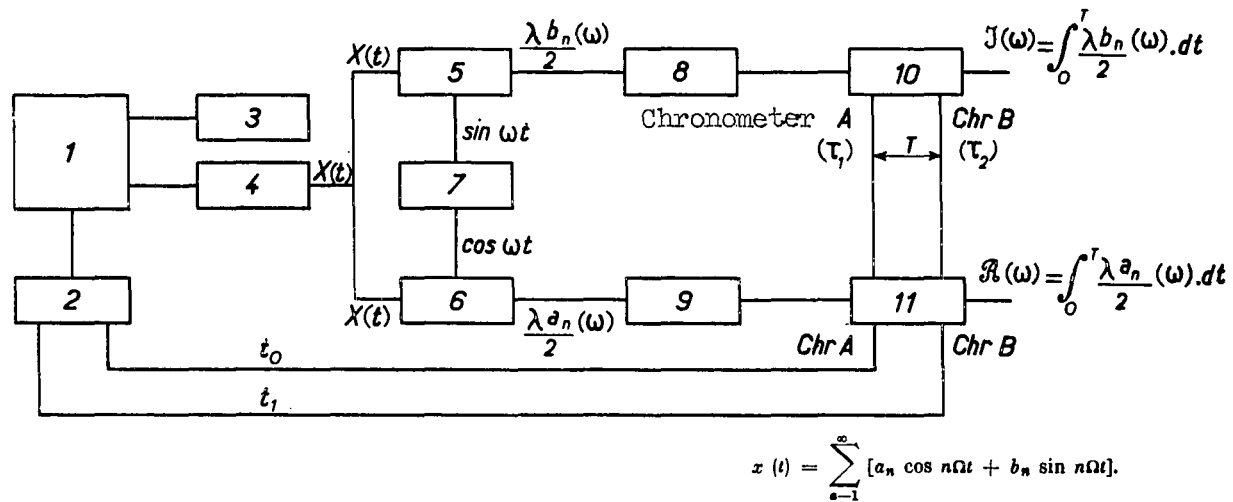 X(t)
λb_n(ω)/2
ℑ(ω)=∫_0^T λb_n/2 (ω).dt
5
8
10
1
3
sin ωt
Chronometer A
Chr B
(τ_1)
T
(τ_2)
4
X(t)
7
cos ωt
2
X(t)
6
λa_n(ω)/2
9
11
ℛ(ω)=∫_0^T λa_n/2 (ω).dt
Chr A
Chr B
t_0
t_1
x (t) = ∑_{s=1}^∞ [a_n cos nΩt + b_n sin nΩt].